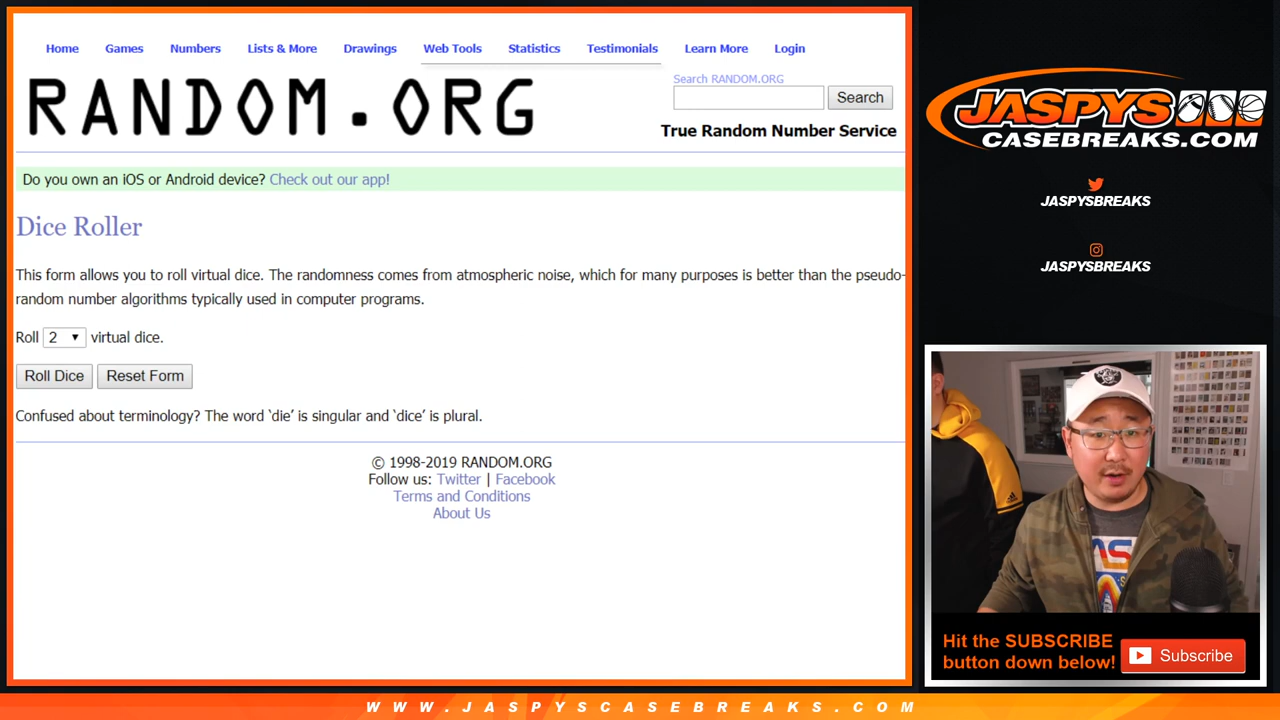 Home Games Numbers Lists & More Drawings Web Tools Statistics Testimonials Learn More Login
RANDOM.ORG
Search RANDOM.ORG
Search
True Random Number Service
Do you own an iOS or Android device? Check out our app!
Dice Roller
This form allows you to roll virtual dice. The randomness comes from atmospheric noise, which for many purposes is better than the pseudo-
random number algorithms typically used in computer programs.
Roll 2 virtual dice.
Roll Dice Reset Form
Confused about terminology? The word ‘die’ is singular and ‘dice’ is plural.
© 1998-2019 RANDOM.ORG
Follow us: Twitter | Facebook
Terms and Conditions
About Us
JASPYS
CASEBREAKS.COM
JASPYSBREAKS
JASPYSBREAKS
Hit the SUBSCRIBE
button down below!
Subscribe
WWW.JASPYSCASEBREAKS.COM